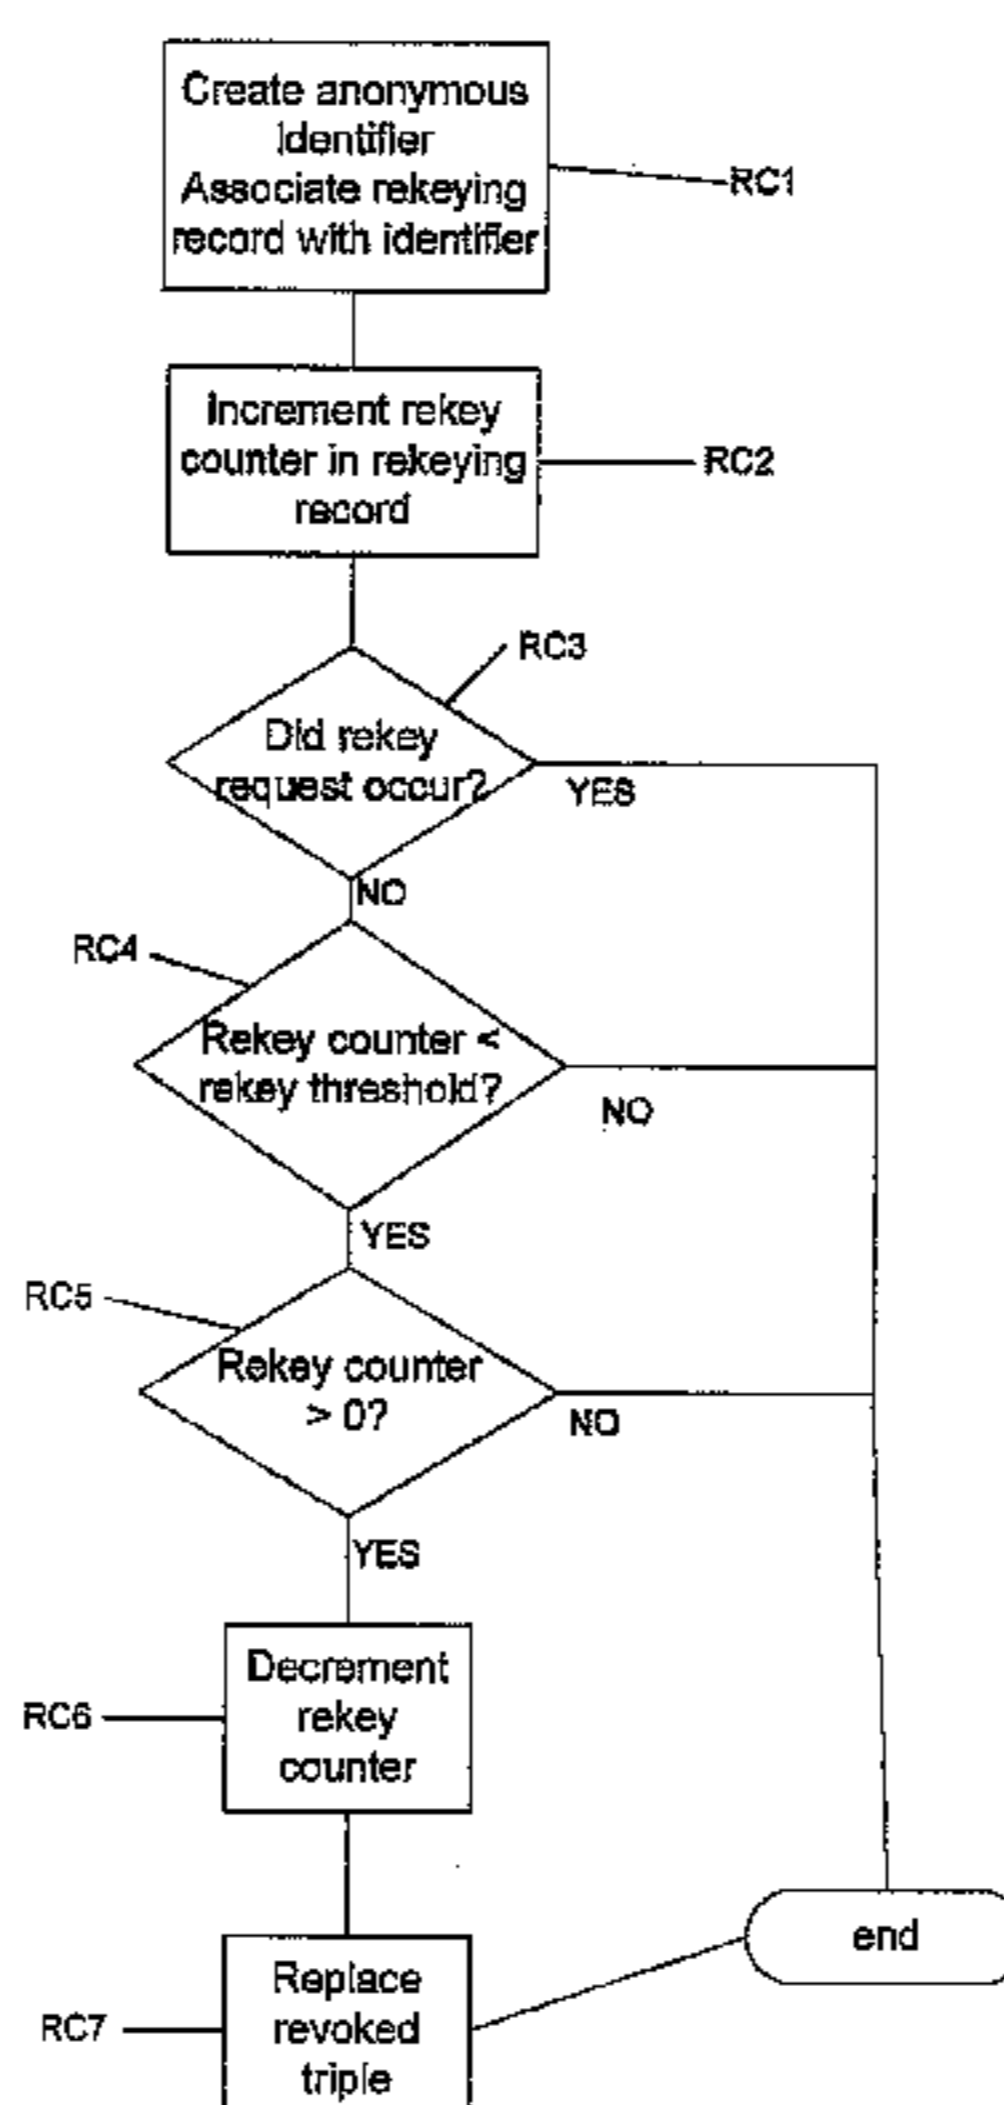 Create anonymous
identifier
Associate rekeying
record with identifier
RC1
Increment rekey
counter in rekeying
record
RC2
RC3
Did rekey
request occur?
YES
NO
RC4
Rekey counter <
rekey threshold?
NO
YES
RC5
Rekey counter
> 0?
NO
YES
Decrement
rekey
counter
RC6
end
Replace
revoked
triple
RC7